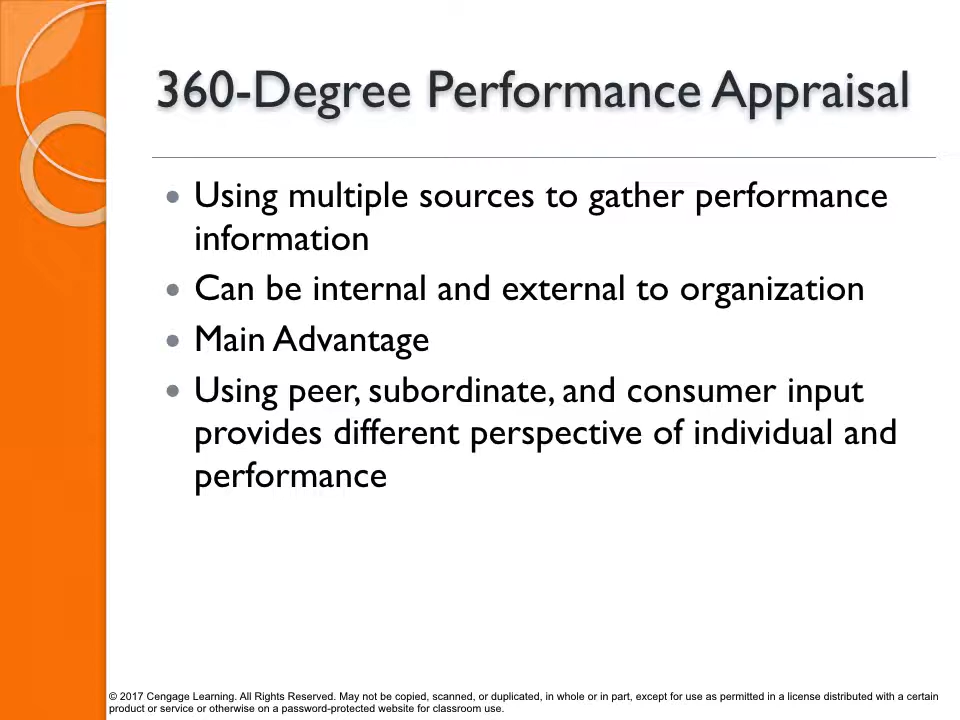 360-Degree Performance Appraisal
• Using multiple sources to gather performance
information
• Can be internal and external to organization
• Main Advantage
• Using peer, subordinate, and consumer input
provides different perspective of individual and
performance
© 2017 Cengage Learning. All Rights Reserved. May not be copied, scanned, or duplicated, in whole or in part, except for use as permitted in a license distributed with a certain
product or service or otherwise on a password-protected website for classroom use.